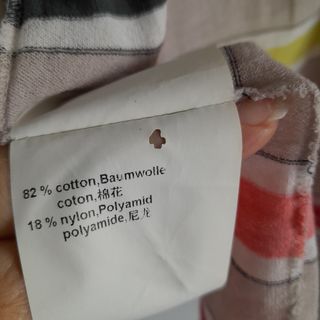 82 % cotton,Baumwolle
coton,棉花
18 % nylon,Polyamid
polyamide,尼龙